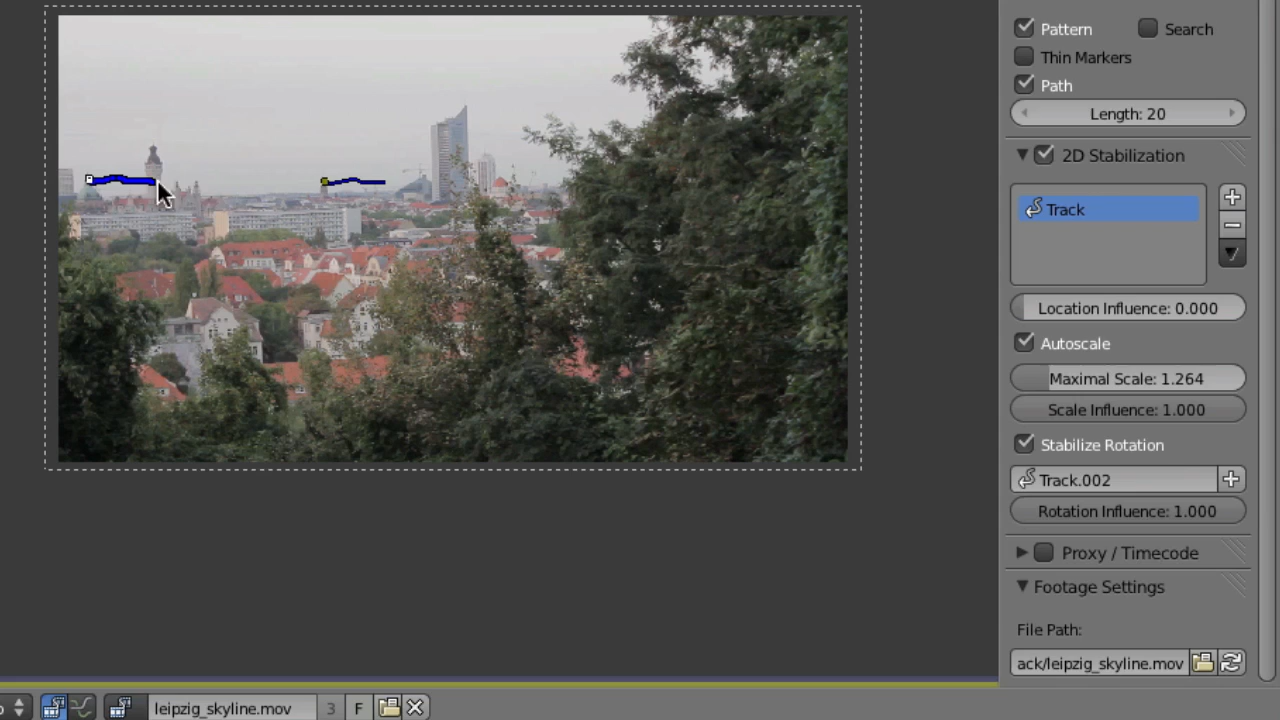 Pattern Search
Thin Markers
Path
Length: 20
2D Stabilization
Track
Location Influence: 0.000
Autoscale
Maximal Scale: 1.264
Scale Influence: 1.000
Stabilize Rotation
Track.002
Rotation Influence: 1.000
Proxy / Timecode
Footage Settings
File Path:
ack/leipzig_skyline.mov
leipzig_skyline.mov 3 F